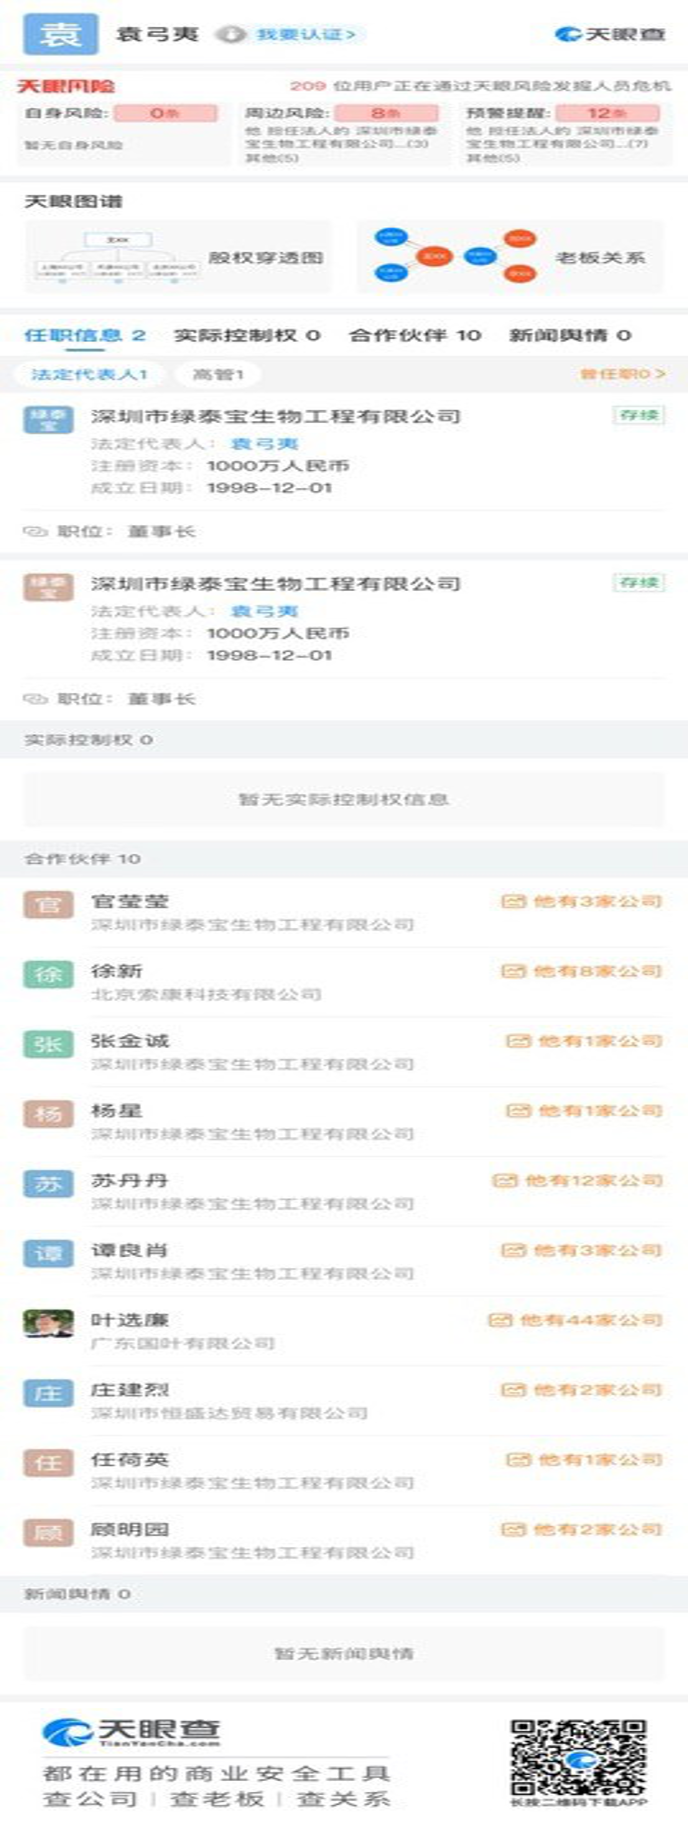 袁 袁弓夷 我要认证> 天眼查
天眼风险 209 位用户正在通过天眼风险发掘人员危机
自身风险: 0条 周边风险: 8条 预警提醒: 12条
暂无自身风险
他 担任法人的 深圳市绿泰宝生物工程有限公司...(3)
其他(5)
他 担任法人的 深圳市绿泰宝生物工程有限公司...(7)
其他(5)
天眼图谱
股权穿透图 老板关系
任职信息 2 实际控制权 0 合作伙伴 10 新闻舆情 0
法定代表人1 高管1 曾任职0 >
绿泰宝 深圳市绿泰宝生物工程有限公司 存续
法定代表人: 袁弓夷
注册资本: 1000万人民币
成立日期: 1998-12-01
职位: 董事长
绿泰宝 深圳市绿泰宝生物工程有限公司 存续
法定代表人: 袁弓夷
注册资本: 1000万人民币
成立日期: 1998-12-01
职位: 董事长
实际控制权 0
暂无实际控制权信息
合作伙伴 10
官 官莹莹 他有3家公司
深圳市绿泰宝生物工程有限公司
徐 徐新 他有8家公司
北京索康科技有限公司
张 张金诚 他有1家公司
深圳市绿泰宝生物工程有限公司
杨 杨星 他有1家公司
深圳市绿泰宝生物工程有限公司
苏 苏丹丹 他有12家公司
深圳市绿泰宝生物工程有限公司
谭 谭良肖 他有3家公司
深圳市绿泰宝生物工程有限公司
叶选廉 他有44家公司
广东国叶有限公司
庄 庄建烈 他有2家公司
深圳市恒盛达贸易有限公司
任 任荷英 他有1家公司
深圳市绿泰宝生物工程有限公司
顾 顾明园 他有2家公司
深圳市绿泰宝生物工程有限公司
新闻舆情 0
暂无新闻舆情
天眼查
TianYanCha.com
都在用的商业安全工具
查公司 | 查老板 | 查关系
长按二维码下载APP